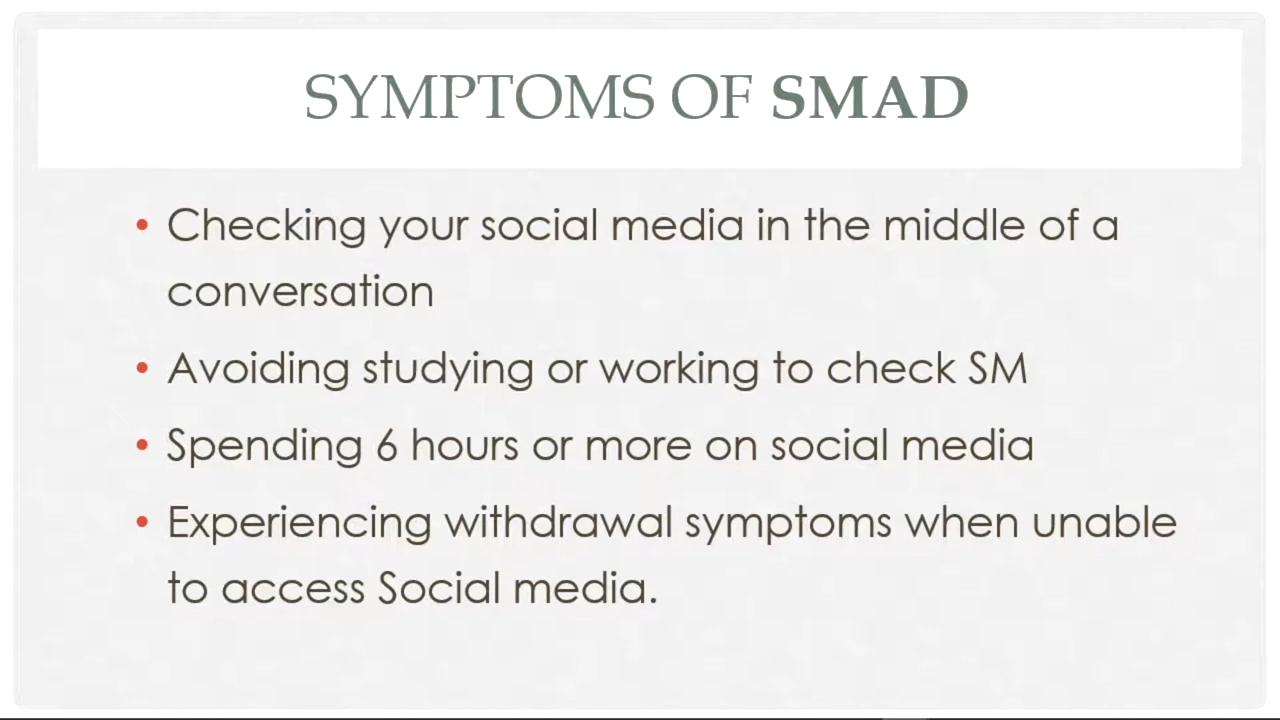 SYMPTOMS OF SMAD
• Checking your social media in the middle of a
conversation
• Avoiding studying or working to check SM
• Spending 6 hours or more on social media
• Experiencing withdrawal symptoms when unable
to access Social media.